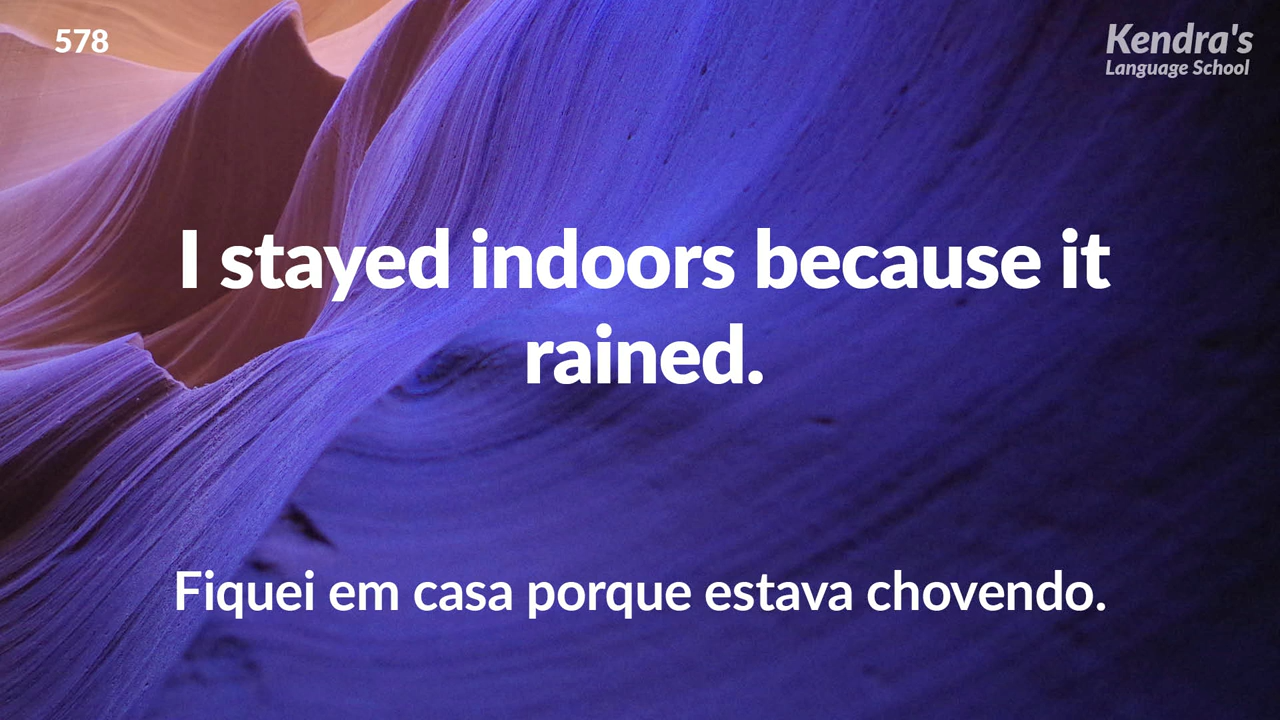 578
Kendra's
Language School
I stayed indoors because it
rained.
Fiquei em casa porque estava chovendo.